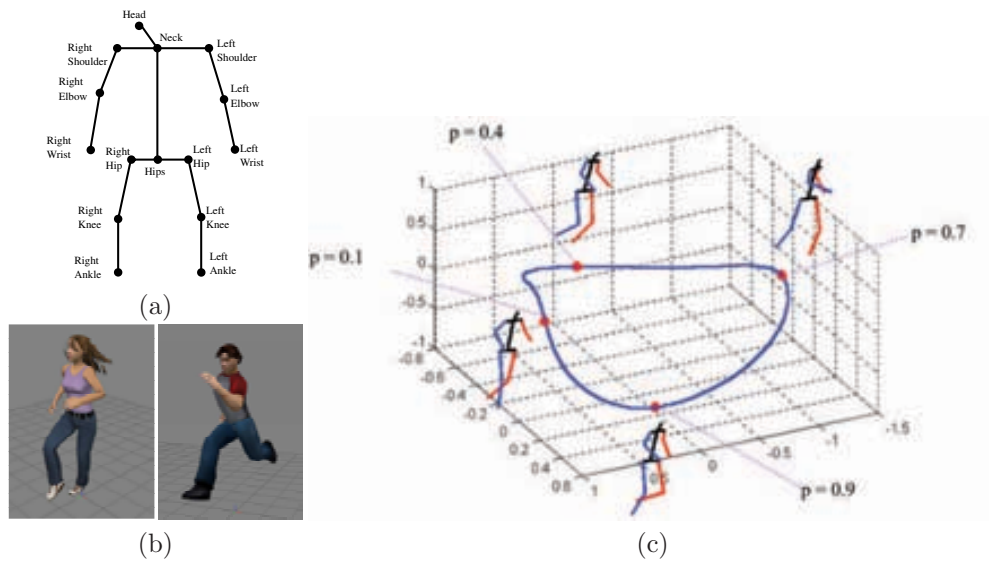 Head
Neck
Right
Shoulder
Left
Shoulder
Right
Elbow
Left
Elbow
Right
Wrist
Right
Hip
Hips
Left
Hip
Left
Wrist
Right
Knee
Left
Knee
Right
Ankle
Left
Ankle
(a)
(b)
p = 0.4
p = 0.7
p = 0.1
p = 0.9
1
0.5
0
-0.5
-1
-0.8
-0.6
-0.4
-0.2
0
0.2
0.4
0.6
1
0.5
0
-0.5
-1
-1.5
(c)